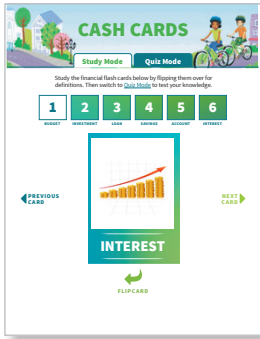 CASH CARDS
Study Mode
Quiz Mode
Study the financial flash cards below by flipping them over for
definitions. Then switch to Quiz Mode to test your knowledge.
1 2 3 4 5 6
BUDGET INVESTMENT LOAN SAVINGS ACCOUNT INTEREST
PREVIOUS
CARD
NEXT
CARD
INTEREST
FLIPCARD